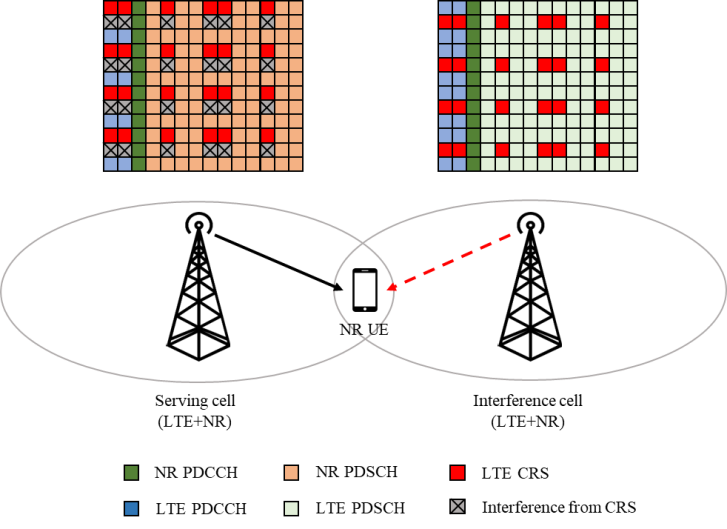 NR UE
Serving cell
(LTE+NR)
Interference cell
(LTE+NR)
NR PDCCH
NR PDSCH
LTE CRS
LTE PDCCH
LTE PDSCH
Interference from CRS